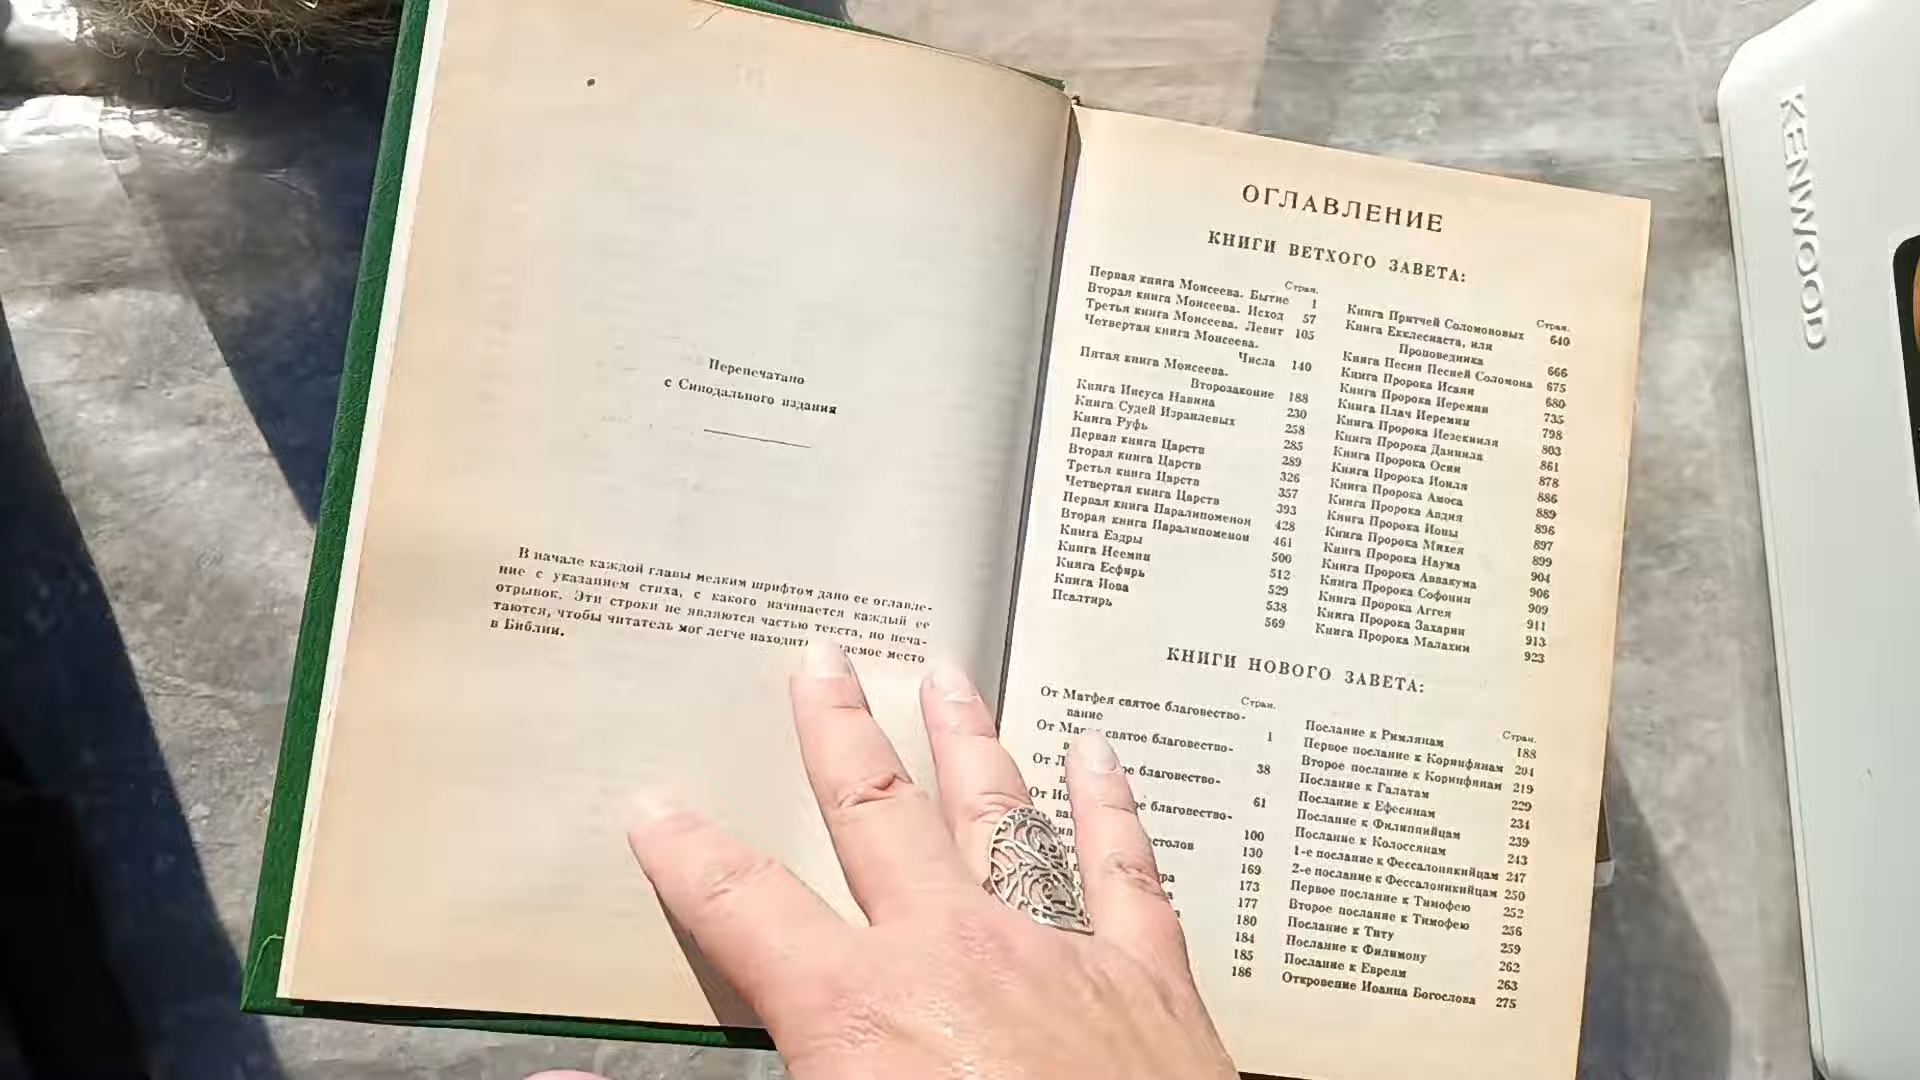 Перепечатано
с Синодального издания
В начале каждой главы мелким шрифтом дано ее оглавле-
ние с указанием стиха, с какого начинается каждый ее
отрывок. Эти строки не являются частью текста, но печа-
таются, чтобы читатель мог легче находить место
в Библии.
ОГЛАВЛЕНИЕ
КНИГИ ВЕТХОГО ЗАВЕТА:
Стран.
Первая книга Моисеева. Бытие 1
Вторая книга Моисеева. Исход 57
Третья книга Моисеева. Левит 105
Четвертая книга Моисеева.
Числа 140
Пятая книга Моисеева.
Второзаконие 188
Книга Иисуса Навина 230
Книга Судей Израилевых 258
Книга Руфь 285
Первая книга Царств 289
Вторая книга Царств 326
Третья книга Царств 357
Четвертая книга Царств 393
Первая книга Паралипоменон 428
Вторая книга Паралипоменон 461
Книга Ездры 500
Книга Неемии 512
Книга Есфирь 529
Книга Иова 538
Псалтирь 569
Стран.
Книга Притчей Соломоновых 640
Книга Екклесиаста, или
Проповедника 666
Книга Песни Песней Соломона 675
Книга Пророка Исаии 680
Книга Пророка Иеремии 735
Книга Плач Иеремии 798
Книга Пророка Иезекииля 803
Книга Пророка Даниила 861
Книга Пророка Осии 878
Книга Пророка Иоиля 886
Книга Пророка Амоса 889
Книга Пророка Авдия 896
Книга Пророка Ионы 897
Книга Пророка Михея 899
Книга Пророка Наума 904
Книга Пророка Аввакума 906
Книга Пророка Софонии 909
Книга Пророка Аггея 911
Книга Пророка Захарии 913
Книга Пророка Малахии 923
КНИГИ НОВОГО ЗАВЕТА:
Стран.
От Матфея святое благовество-
вание 1
От святое благовество-
38
От благовество-
61
От благовество-
100
130
169
173
177
180
184
185
186
Стран.
Послание к Римлянам 188
Первое послание к Коринфянам 204
Второе послание к Коринфянам 219
Послание к Галатам 229
Послание к Ефесянам 234
Послание к Филиппийцам 239
Послание к Колоссянам 243
1-е послание к Фессалоникийцам 247
2-е послание к Фессалоникийцам 250
Первое послание к Тимофею 252
Второе послание к Тимофею 256
Послание к Титу 259
Послание к Филимону 262
Послание к Евреям 263
Откровение Иоанна Богослова 275
KENWOOD